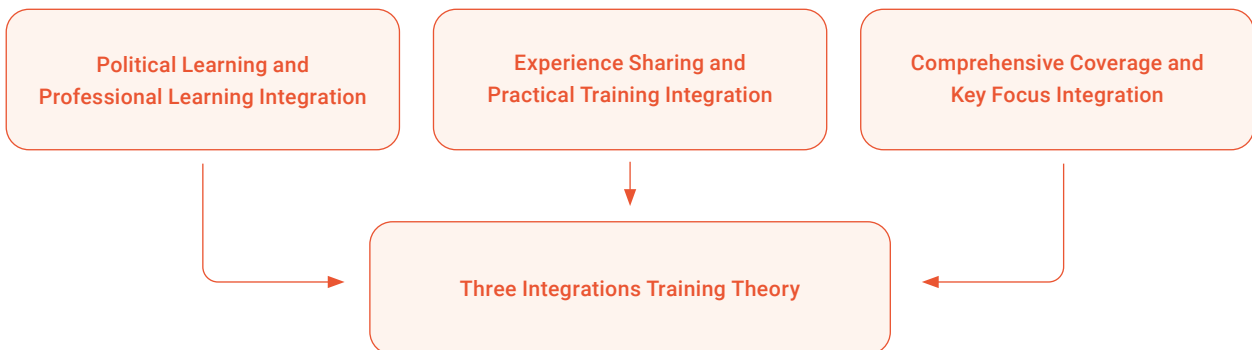 Political Learning and
Professional Learning Integration
Experience Sharing and
Practical Training Integration
Comprehensive Coverage and
Key Focus Integration
Three Integrations Training Theory